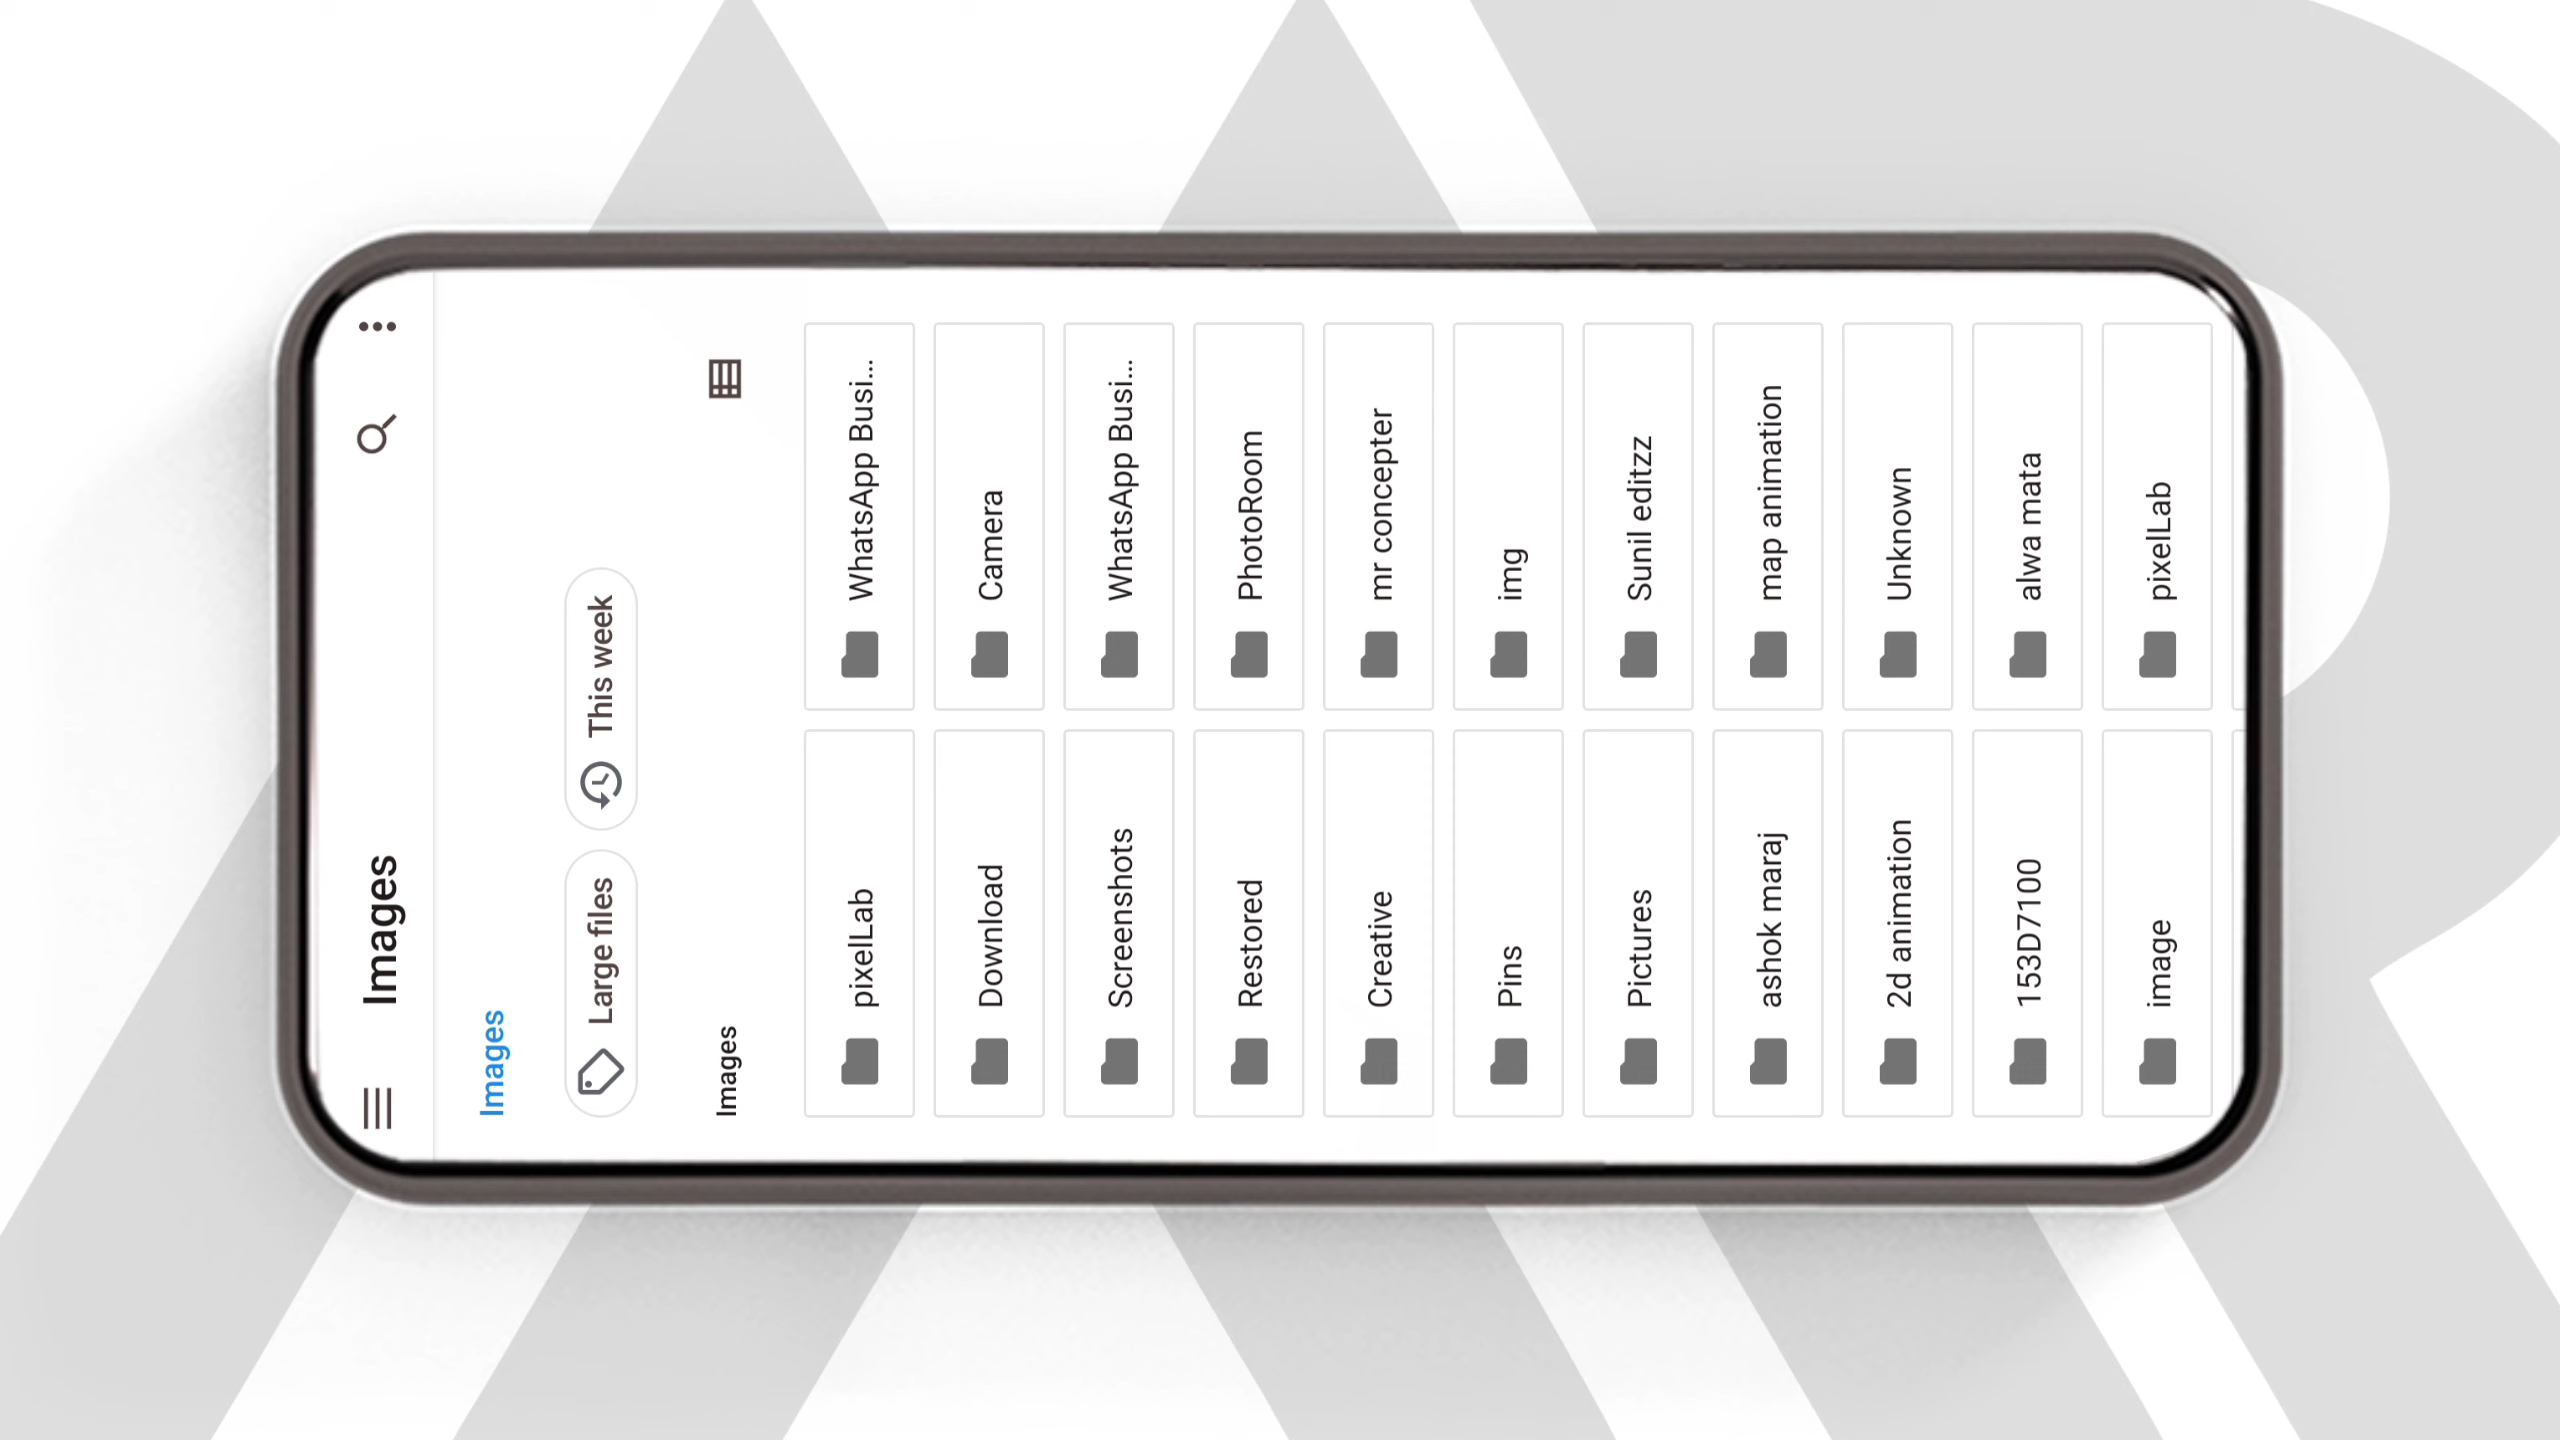 Images
Images
Large files
This week
Images
pixelLab
WhatsApp Busi...
Download
Camera
Screenshots
WhatsApp Busi...
Restored
PhotoRoom
Creative
mr concepter
Pins
img
Pictures
Sunil editzz
ashok maraj
map animation
2d animation
Unknown
153D7100
alwa mata
image
pixelLab